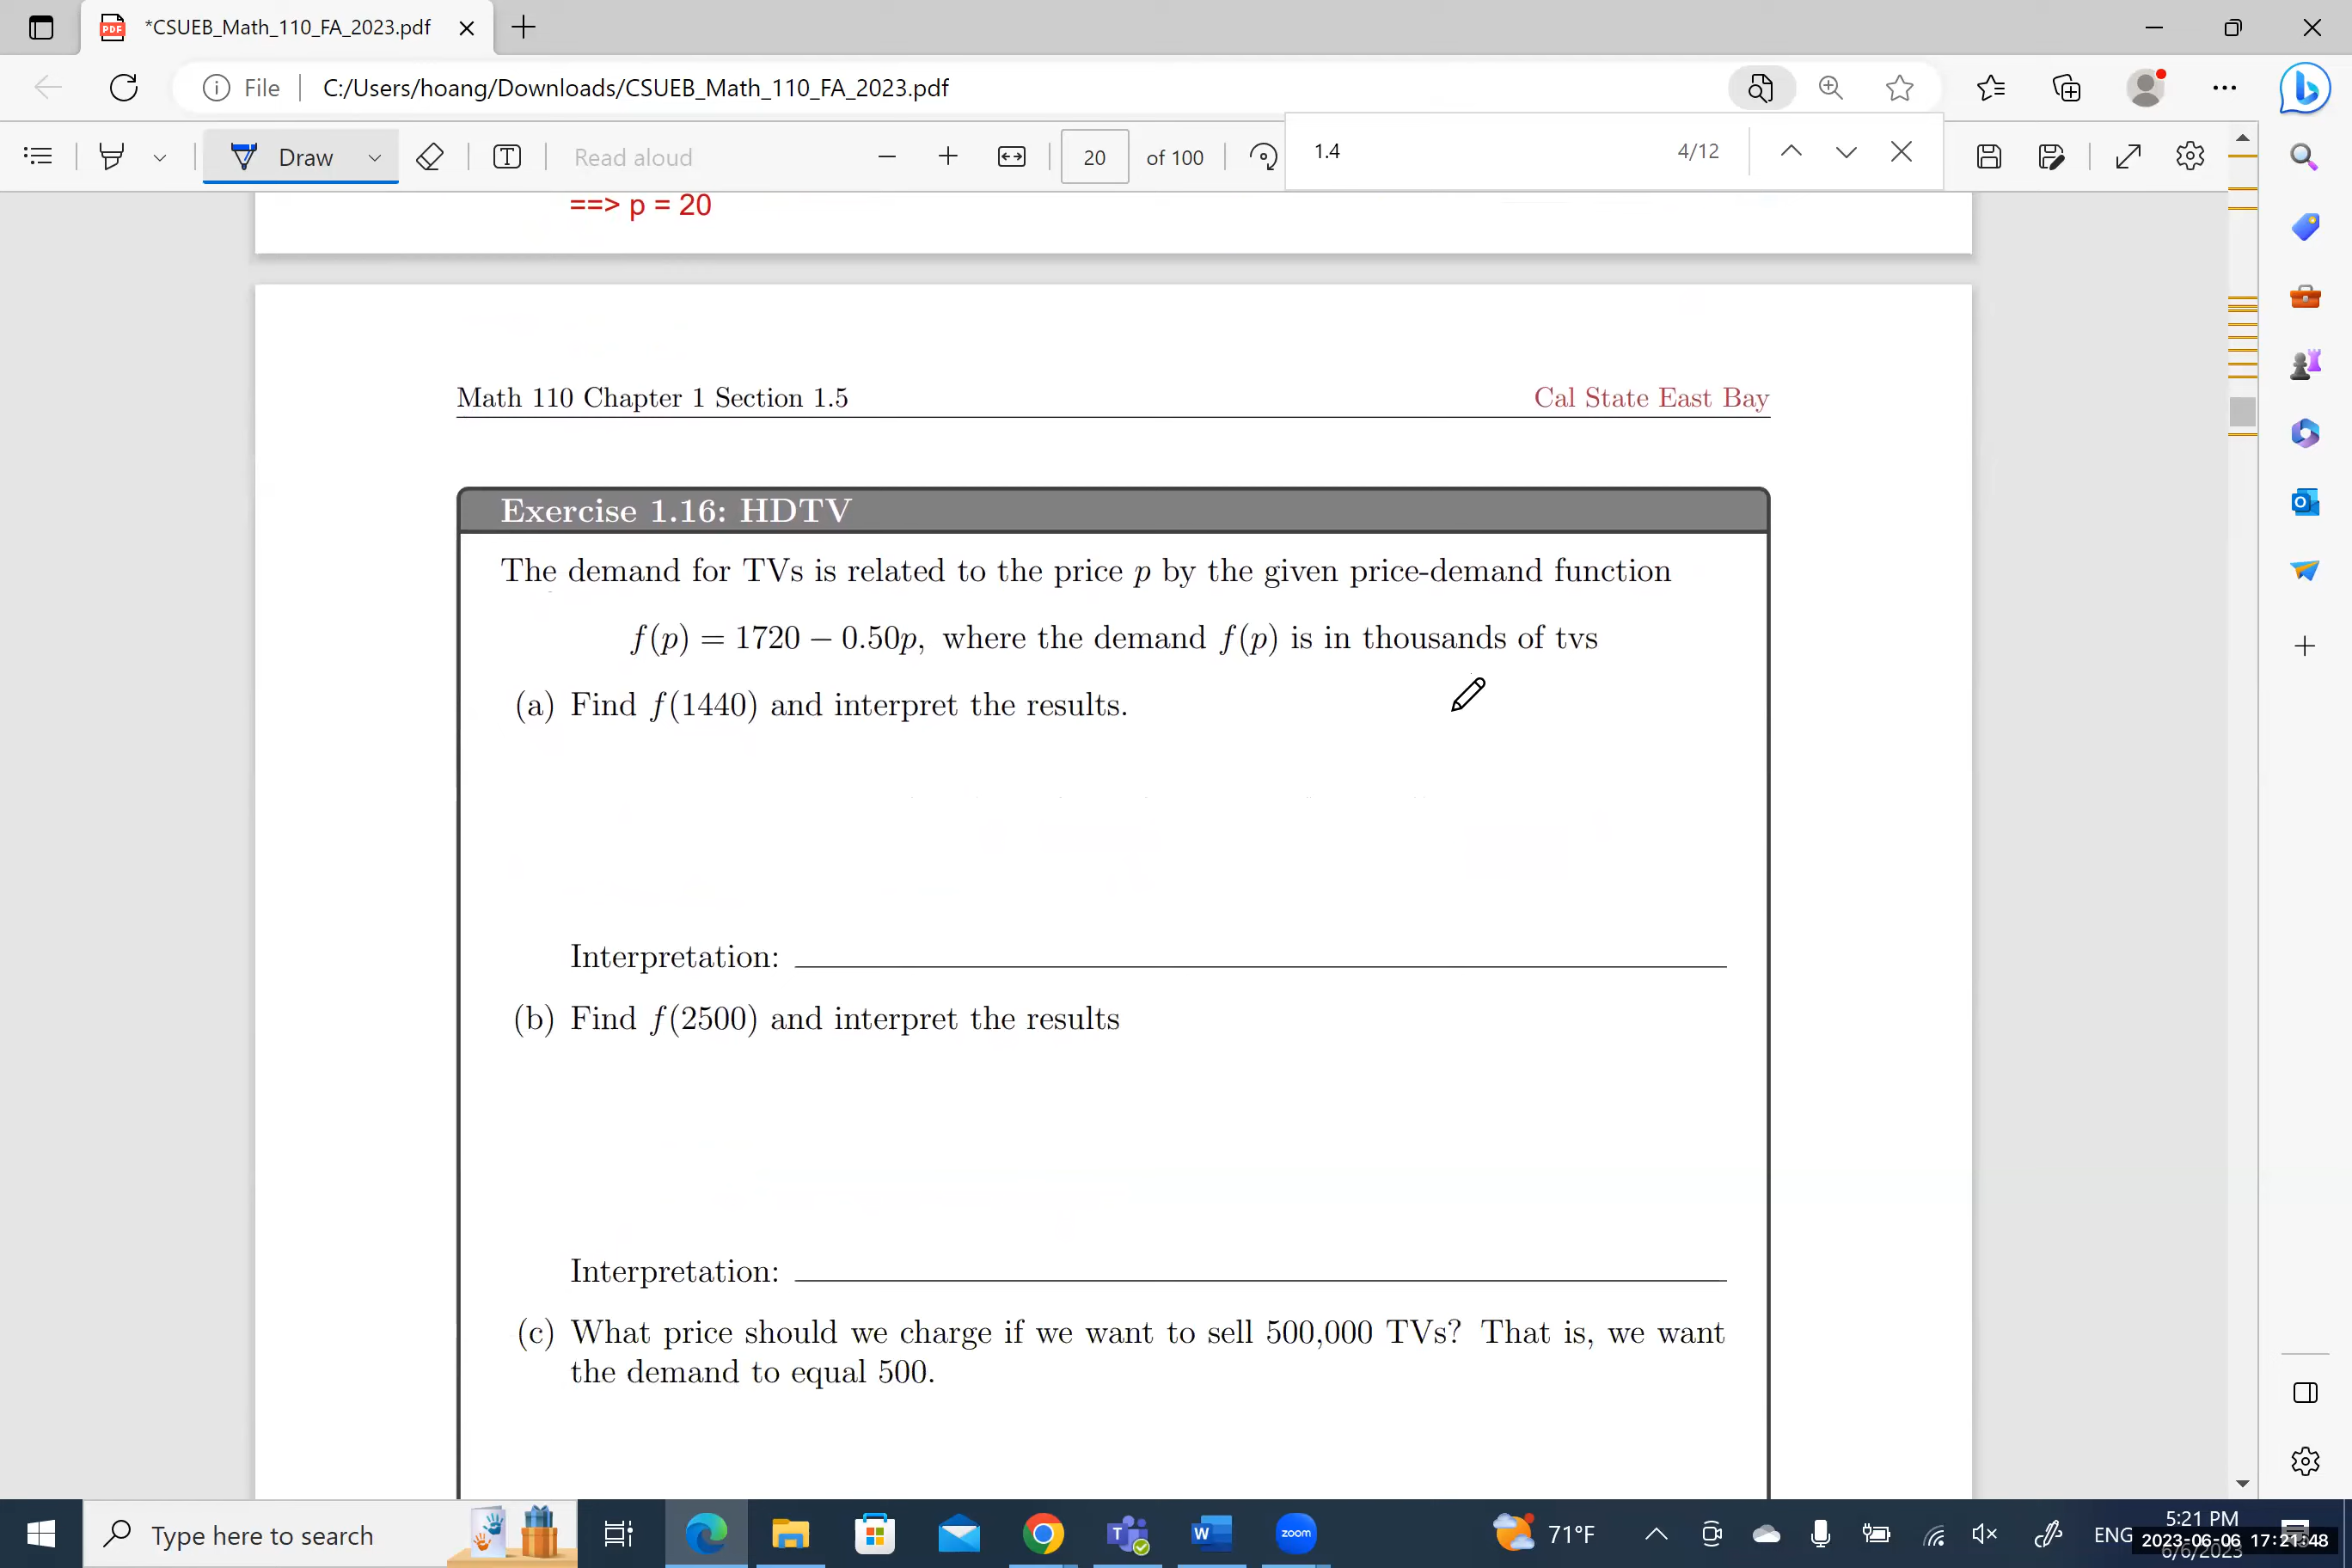 *CSUEB_Math_110_FA_2023.pdf
File
C:/Users/hoang/Downloads/CSUEB_Math_110_FA_2023.pdf
Draw
Read aloud
20
of 100
1.4
4/12
==> p = 20
Math 110 Chapter 1 Section 1.5
Cal State East Bay
Exercise 1.16: HDTV
The demand for TVs is related to the price p by the given price-demand function
f(p) = 1720 − 0.50p, where the demand f(p) is in thousands of tvs
(a) Find f(1440) and interpret the results.
Interpretation:
(b) Find f(2500) and interpret the results
Interpretation:
(c) What price should we charge if we want to sell 500,000 TVs? That is, we want
the demand to equal 500.
Type here to search
zoom
71°F
ENG
5:21 PM
2023-06-06 17:21:48
6/6/2023